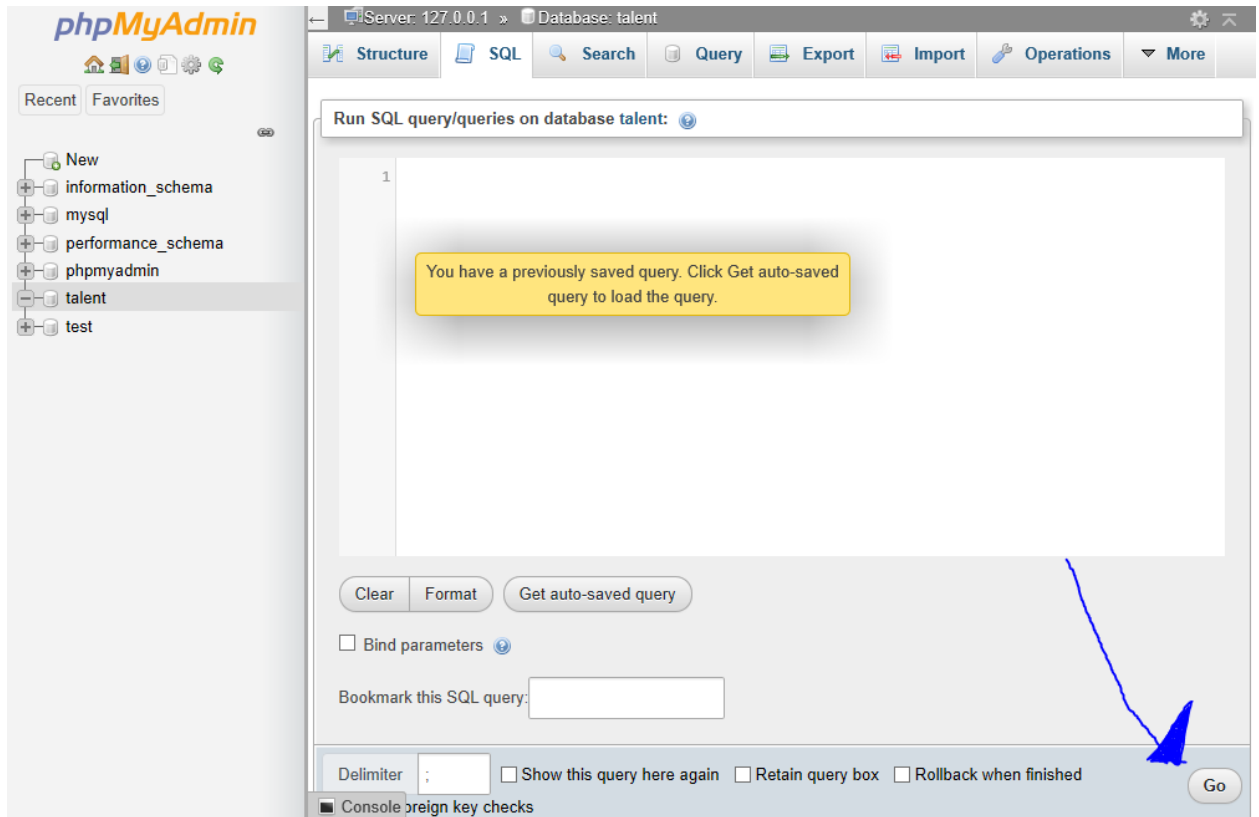 phpMyAdmin
Recent Favorites
New
information_schema
mysql
performance_schema
phpmyadmin
talent
test
Server: 127.0.0.1 » Database: talent
Structure SQL Search Query Export Import Operations More
Run SQL query/queries on database talent:
1
You have a previously saved query. Click Get auto-saved
query to load the query.
Clear Format Get auto-saved query
Bind parameters
Bookmark this SQL query:
Delimiter ; Show this query here again Retain query box Rollback when finished Go
Console oreign key checks